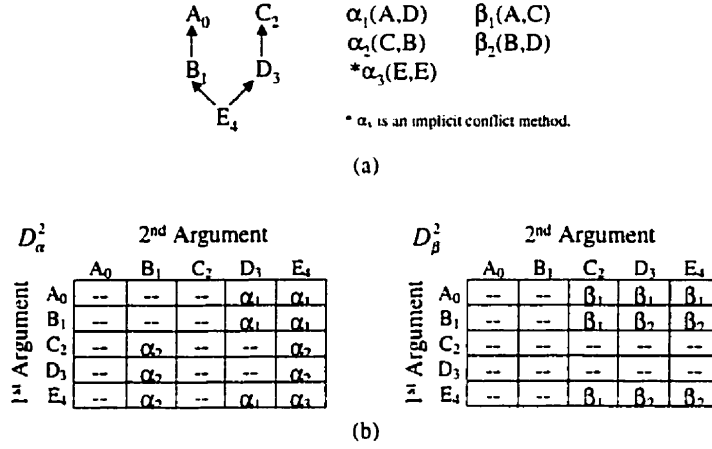 A0 C2 α1(A,D) β1(A,C)
α2(C,B) β2(B,D)
B1 D3 *α3(E,E)
E4
* α3 is an implicit conflict method.
(a)
D²α 2nd Argument
A0 B1 C2 D3 E4
1st Argument
A0 -- -- -- α1 α1
B1 -- -- -- α1 α1
C2 -- α2 -- -- α2
D3 -- α2 -- -- α2
E4 -- α2 -- α1 α3
D²β 2nd Argument
A0 B1 C2 D3 E4
1st Argument
A0 -- -- β1 β1 β1
B1 -- -- β1 β2 β2
C2 -- -- -- -- --
D3 -- -- -- -- --
E4 -- -- β1 β2 β2
(b)